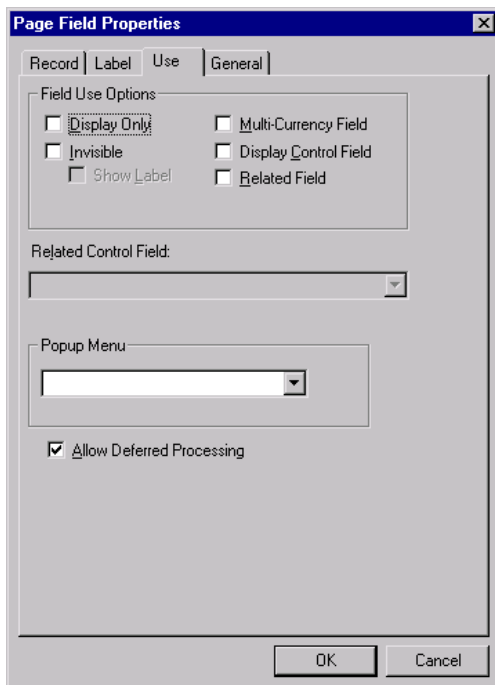 Page Field Properties
Record Label Use General
Field Use Options
Display Only Multi-Currency Field
Invisible Display Control Field
Show Label Related Field
Related Control Field:
Popup Menu
Allow Deferred Processing
OK Cancel